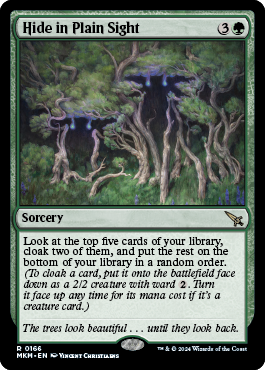 Hide in Plain Sight 3
Sorcery
Look at the top five cards of your library,
cloak two of them, and put the rest on the
bottom of your library in a random order.
(To cloak a card, put it onto the battlefield face
down as a 2/2 creature with ward 2. Turn
it face up any time for its mana cost if it's a
creature card.)
The trees look beautiful . . . until they look back.
R 0166
MKM • EN Vincent Christiaens
™ & © 2024 Wizards of the Coast